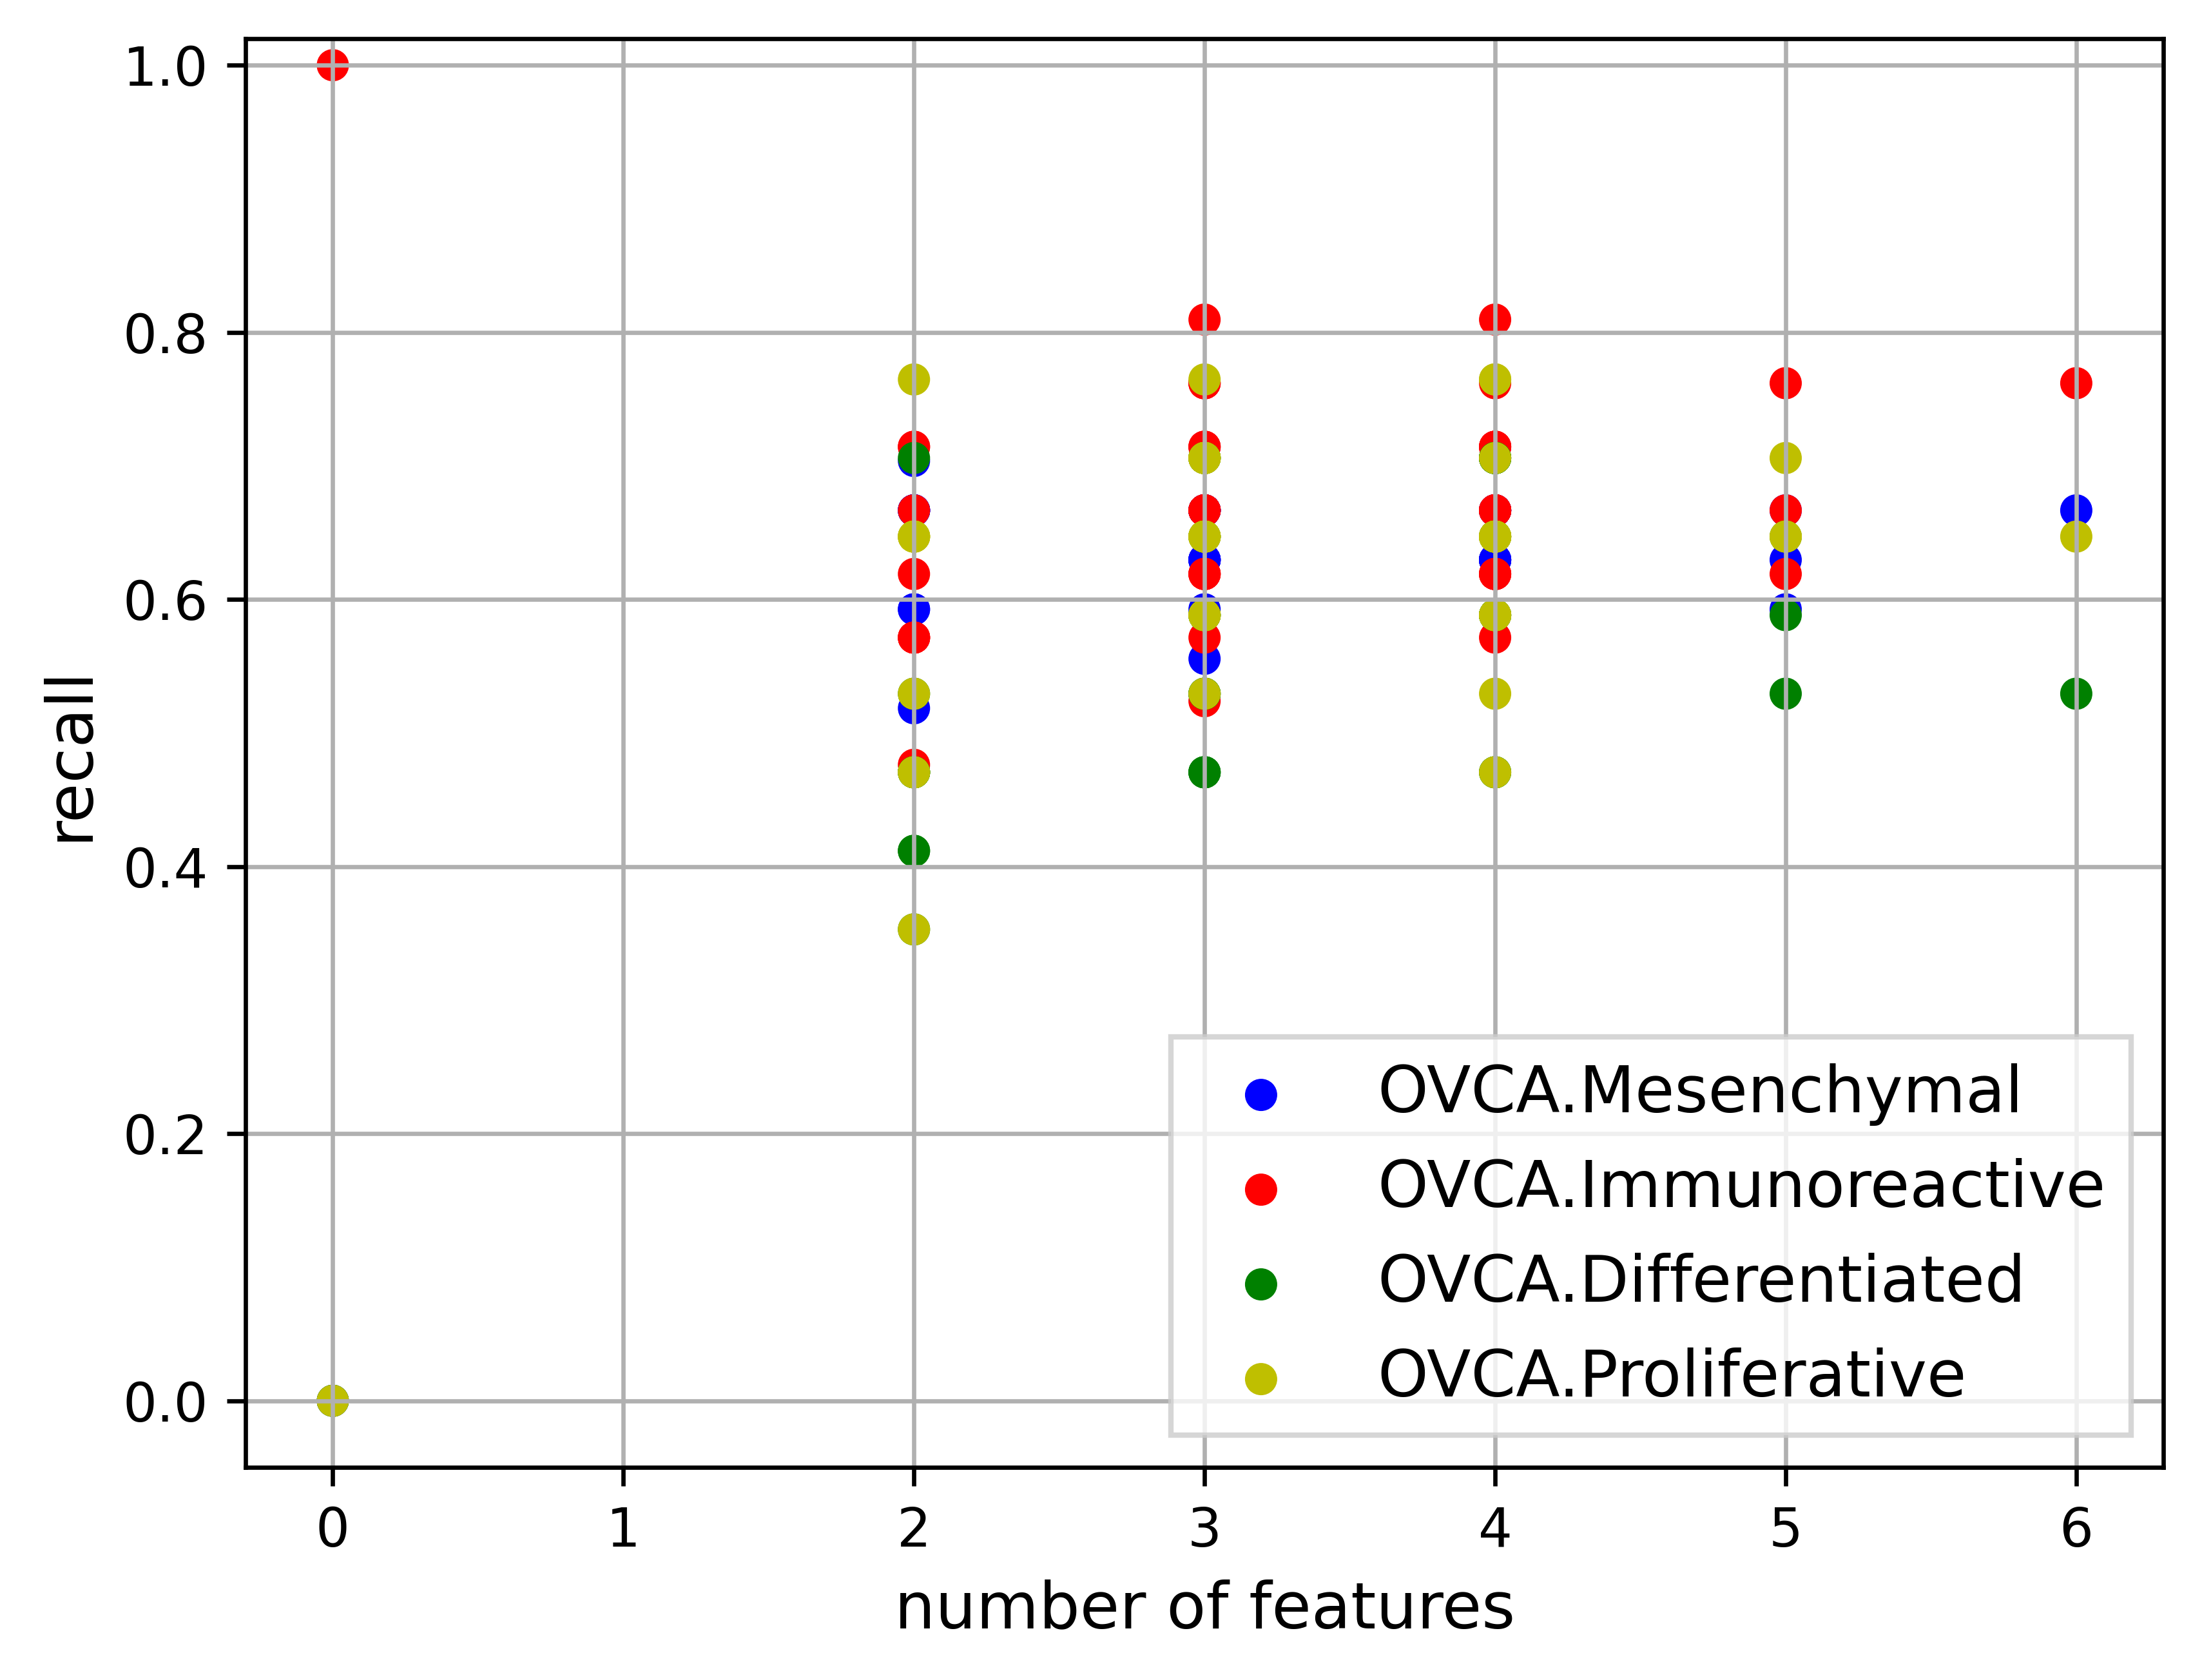 1.0
0.8
0.6
0.4
0.2
0.0
recall
0 1 2 3 4 5 6
number of features
OVCA.Mesenchymal
OVCA.Immunoreactive
OVCA.Differentiated
OVCA.Proliferative